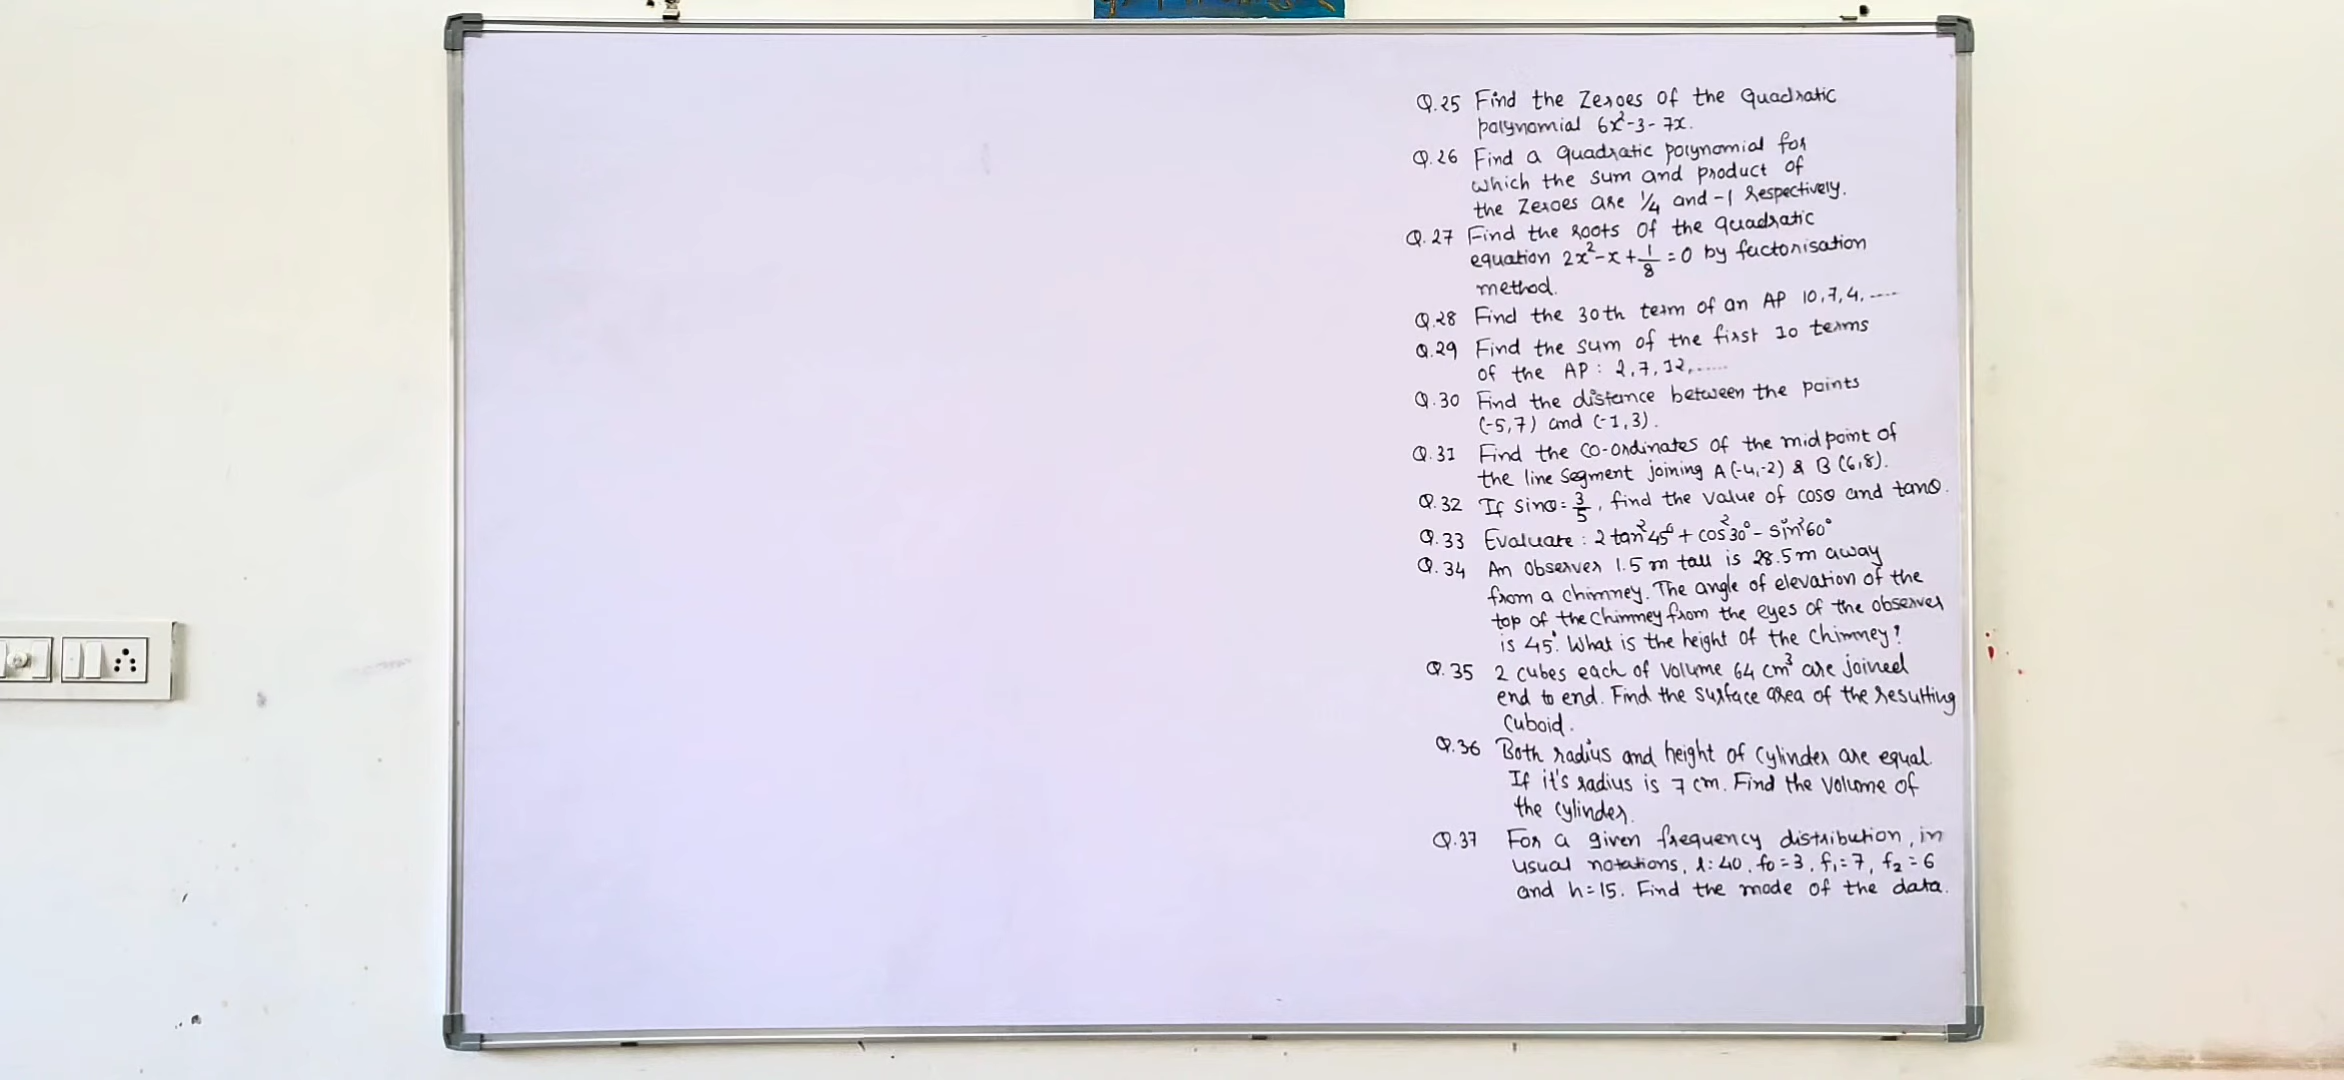 Q.25 Find the Zeroes of the Quadratic
polynomial 6x²-3-7x.
Q.26 Find a Quadratic polynomial for
which the sum and product of
the Zeroes are 1/4 and -1 respectively.
Q.27 Find the roots of the quadratic
equation 2x²-x+1/8=0 by factorisation
method.
Q.28 Find the 30th term of an AP 10,7,4,.....
Q.29 Find the sum of the first 10 terms
of the AP: 2,7,12,......
Q.30 Find the distance between the points
(-5,7) and (-1,3).
Q.31 Find the co-ordinates of the midpoint of
the line segment joining A(-4,-2) & B(6,8).
Q.32 If sinθ=3/5, find the value of cosθ and tanθ.
Q.33 Evaluate: 2tan²45°+cos²30°-sin²60°
Q.34 An Observer 1.5m tall is 28.5m away
from a chimney. The angle of elevation of the
top of the chimney from the eyes of the observer
is 45°. What is the height of the chimney?
Q.35 2 cubes each of volume 64 cm³ are joined
end to end. Find the surface area of the resulting
cuboid.
Q.36 Both radius and height of cylinder are equal.
If it's radius is 7 cm. Find the volume of
the cylinder.
Q.37 For a given frequency distribution, in
usual notations, l:40, f0=3, f₁=7, f₂=6
and h=15. Find the mode of the data.